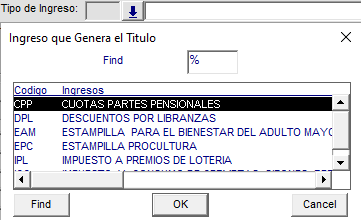 Tipo de Ingreso:
Ingreso que Genera el Titulo
Find %
Codigo Ingresos
CPP CUOTAS PARTES PENSIONALES
DPL DESCUENTOS POR LIBRANZAS
EAM ESTAMPILLA PARA EL BIENESTAR DEL ADULTO MAYO
EPC ESTAMPILLA PROCULTURA
IPL IMPUESTO A PREMIOS DE LOTERIA
Find OK Cancel